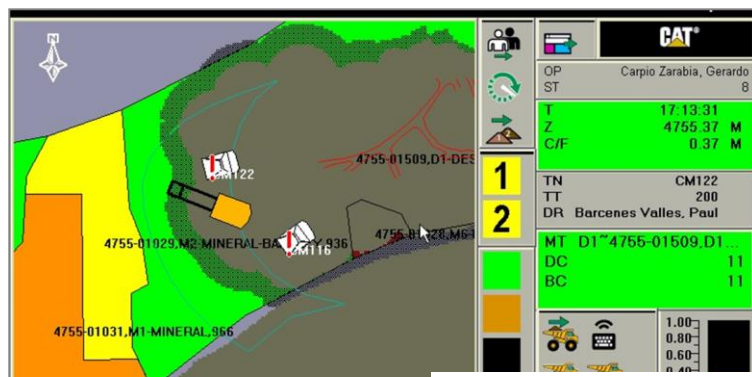 N
CAT®
OP Carpio Zarabia, Gerardo
ST 8
T 17:13:31
Z 4755.37 M
C/F 0.37 M
TN CM122
TT 200
DR Barcenes Valles, Paul
MT D1~4755-01509,D1...
DC 11
BC 11
1
2
4755-01509,D1-DES
CM122
CM116
4755-01031,M1-MINERAL,966
1.00
0.80
0.60
0.40